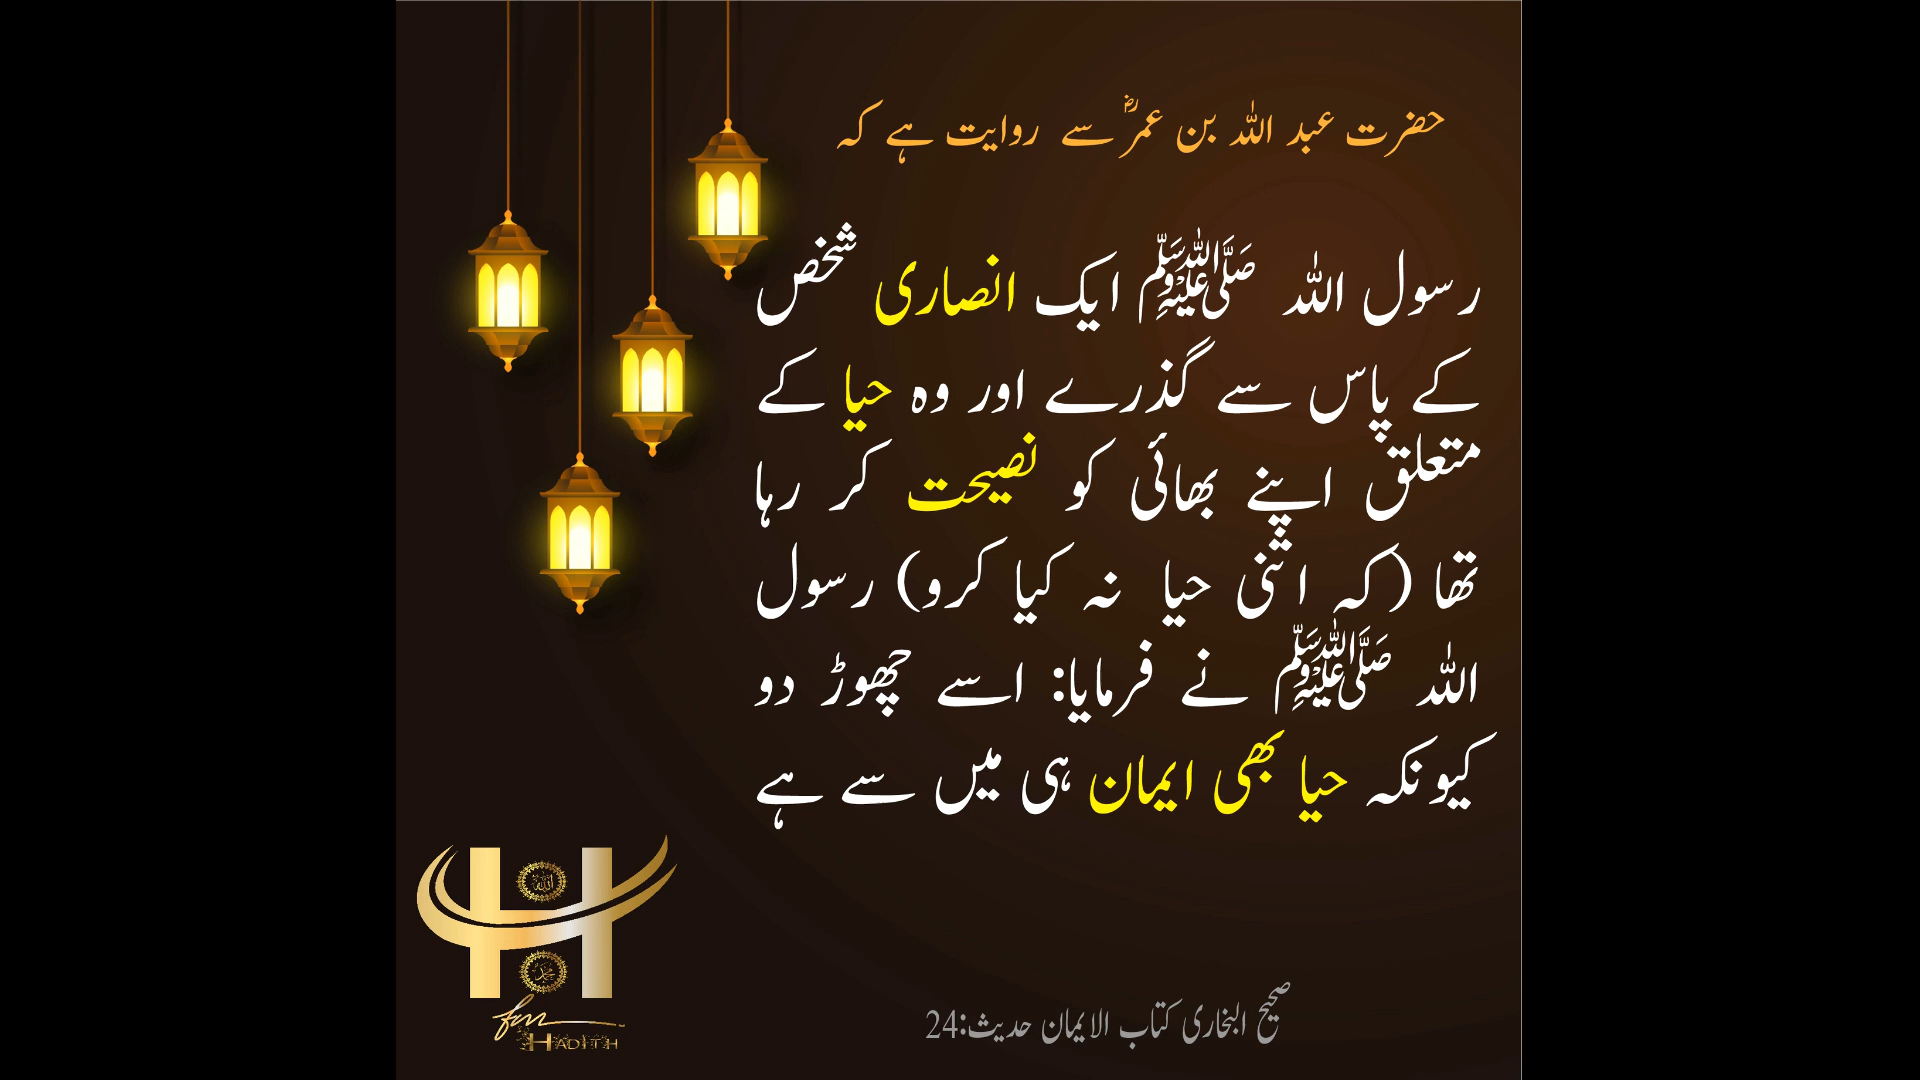 حضرت عبد اللہ بن عمرؓ سے روایت ہے کہ
رسول اللہ ﷺ ایک انصاری شخص
کے پاس سے گذرے اور وہ حیا کے
متعلق اپنے بھائی کو نصیحت کر رہا
تھا (کہ اتنی حیا نہ کیا کرو) رسول
اللہ ﷺ نے فرمایا: اسے چھوڑ دو
کیونکہ حیا بھی ایمان ہی میں سے ہے
H
الله
محمد
fm
HADITH
صحیح البخاری کتاب الایمان حدیث:24